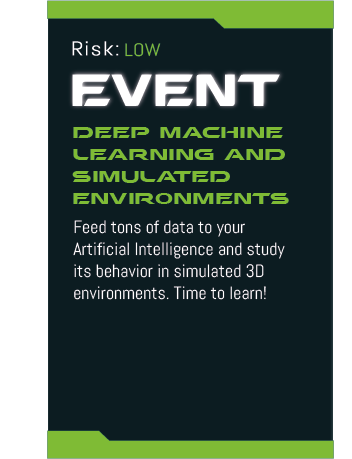 Risk: LOW
EVENT
DEEP MACHINE
LEARNING AND
SIMULATED
ENVIRONMENTS
Feed tons of data to your
Artificial Intelligence and study
its behavior in simulated 3D
environments. Time to learn!